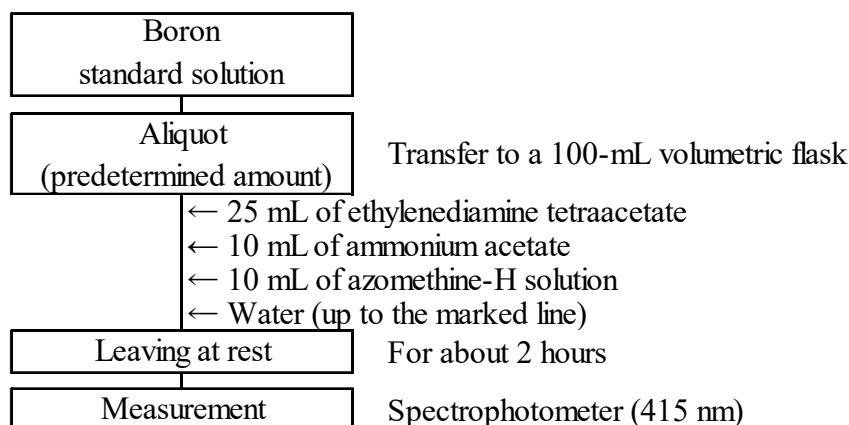 Boron
standard solution
Aliquot
(predetermined amount)
Transfer to a 100-mL volumetric flask
← 25 mL of ethylenediamine tetraacetate
← 10 mL of ammonium acetate
← 10 mL of azomethine-H solution
← Water (up to the marked line)
Leaving at rest
For about 2 hours
Measurement
Spectrophotometer (415 nm)